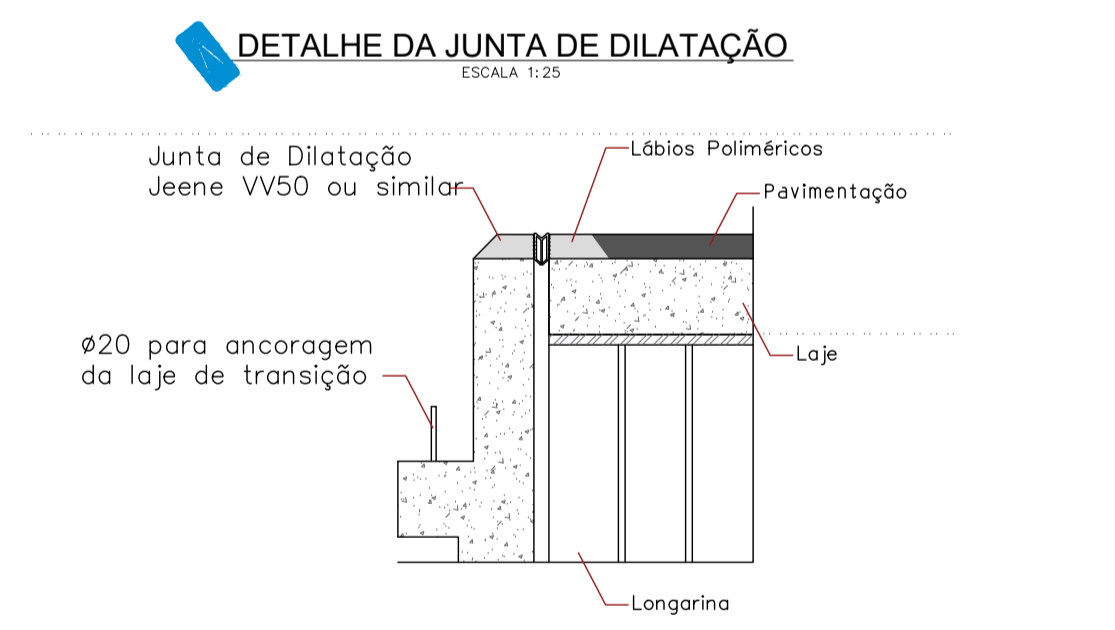 DETALHE DA JUNTA DE DILATAÇÃO
ESCALA 1:25
Junta de Dilatação
Jeene VV50 ou similar
Lábios Poliméricos
Pavimentação
Ø20 para ancoragem
da laje de transição
Laje
Longarina